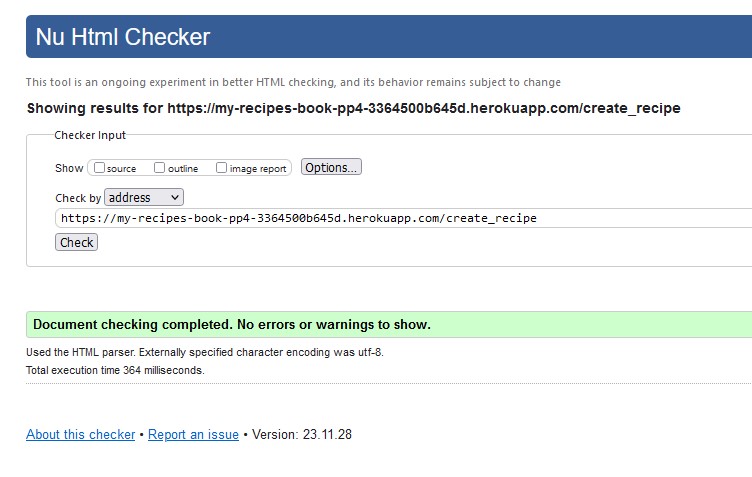 Nu Html Checker
This tool is an ongoing experiment in better HTML checking, and its behavior remains subject to change
Showing results for https://my-recipes-book-pp4-3364500b645d.herokuapp.com/create_recipe
Checker Input
Show source outline image report Options...
Check by address
https://my-recipes-book-pp4-3364500b645d.herokuapp.com/create_recipe
Check
Document checking completed. No errors or warnings to show.
Used the HTML parser. Externally specified character encoding was utf-8.
Total execution time 364 milliseconds.
About this checker • Report an issue • Version: 23.11.28